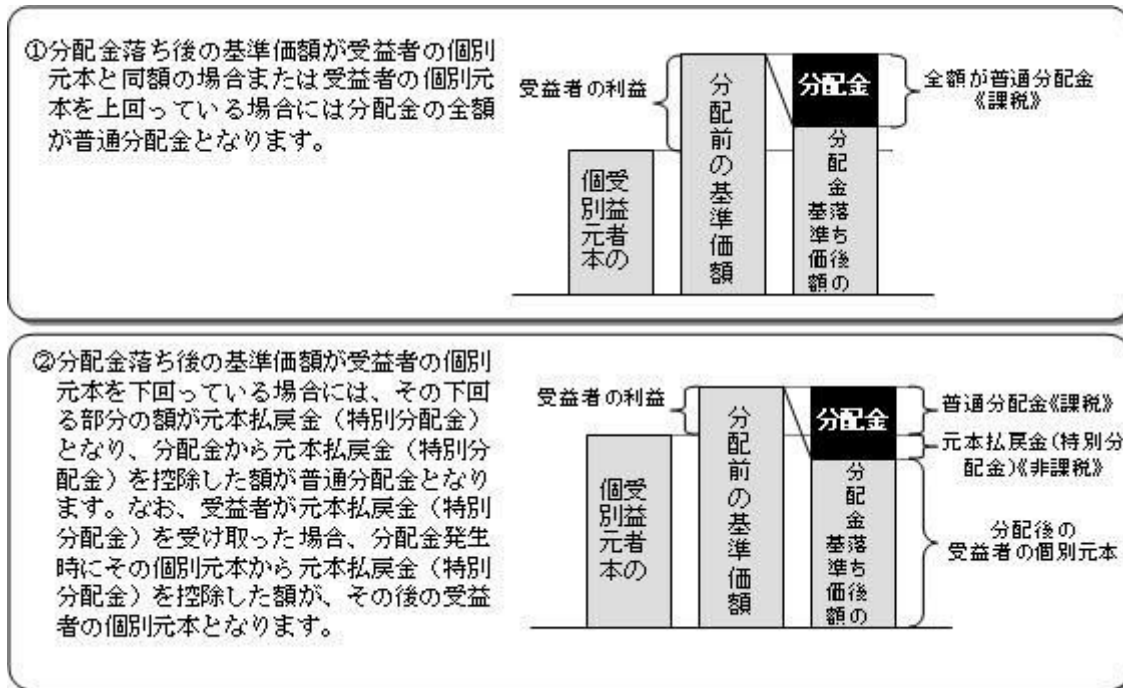 ①分配金落ち後の基準価額が受益者の個別
元本と同額の場合または受益者の個別元
本を上回っている場合には分配金の全額
が普通分配金となります。
受益者の利益
受益者の
個別元本
分配前の基準価額
分配金
分配金落ち後の
基準価額
全額が普通分配金
《課税》
②分配金落ち後の基準価額が受益者の個別
元本を下回っている場合には、その下回
る部分の額が元本払戻金（特別分配金）
となり、分配金から元本払戻金（特別分
配金）を控除した額が普通分配金となり
ます。なお、受益者が元本払戻金（特別
分配金）を受け取った場合、分配金発生
時にその個別元本から元本払戻金（特別
分配金）を控除した額が、その後の受益
者の個別元本となります。
受益者の利益
受益者の
個別元本
分配前の基準価額
分配金
分配金落ち後の
基準価額
普通分配金《課税》
元本払戻金(特別分
配金)《非課税》
分配後の
受益者の個別元本